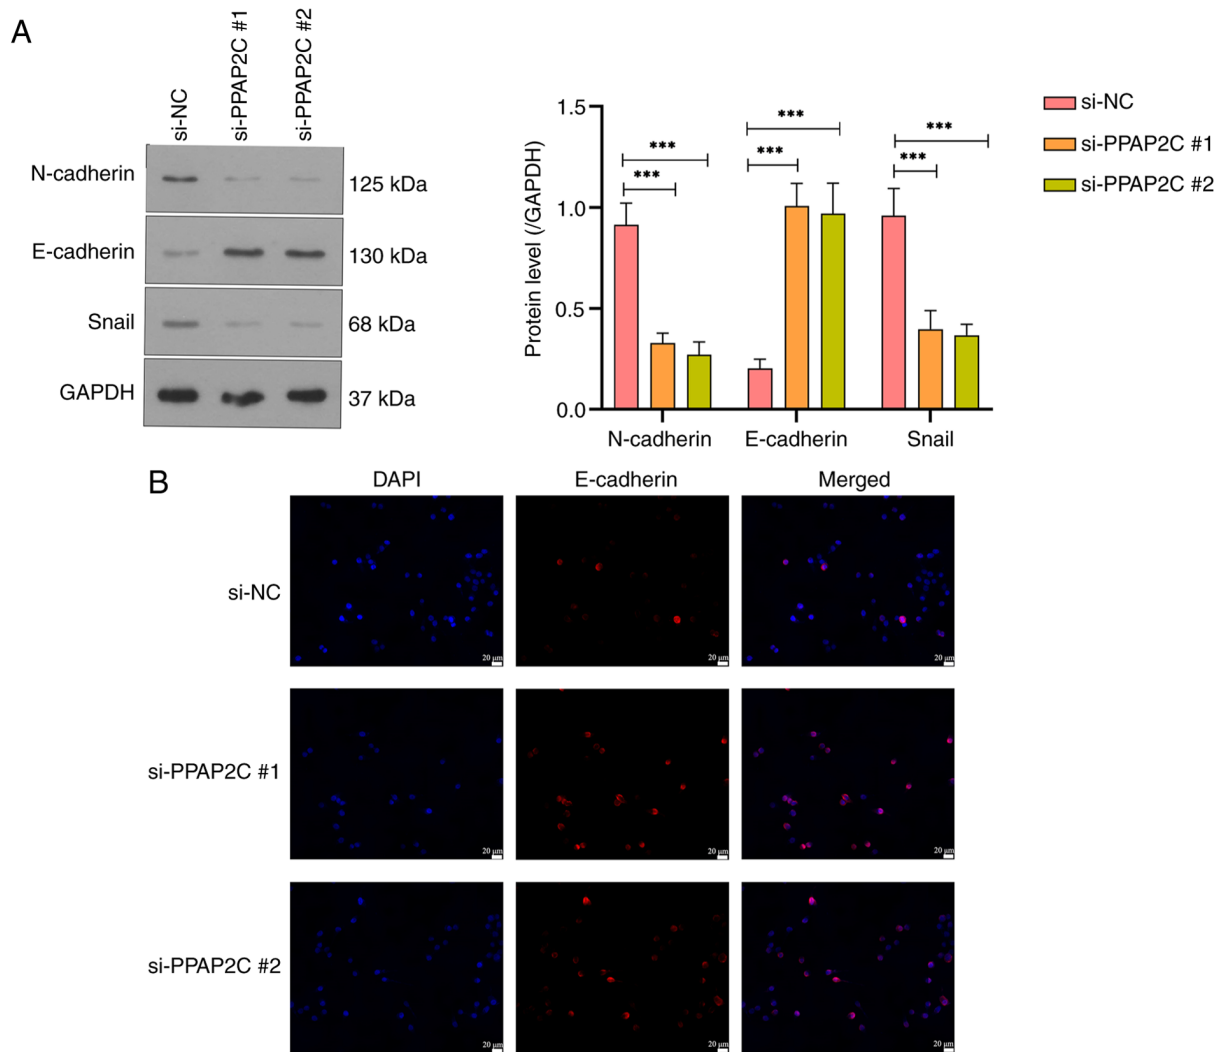 A
si-NC
si-PPAP2C #1
si-PPAP2C #2
N-cadherin
125 kDa
E-cadherin
130 kDa
Snail
68 kDa
GAPDH
37 kDa
Protein level (/GAPDH)
1.5
1.0
0.5
0.0
***
***
***
***
***
***
N-cadherin
E-cadherin
Snail
si-NC
si-PPAP2C #1
si-PPAP2C #2
B
DAPI
E-cadherin
Merged
si-NC
20 μm
20 μm
20 μm
si-PPAP2C #1
20 μm
20 μm
20 μm
si-PPAP2C #2
20 μm
20 μm
20 μm